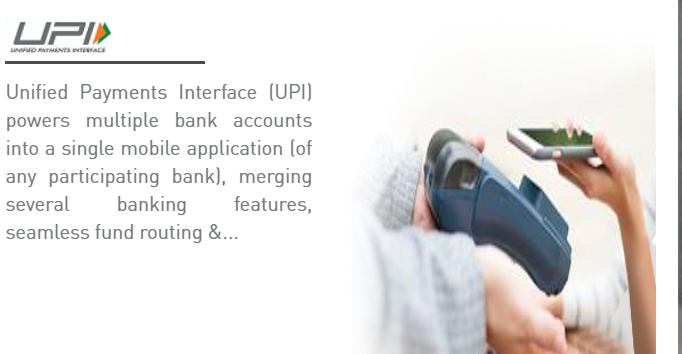 UPI
UNIFIED PAYMENTS INTERFACE
Unified Payments Interface (UPI)
powers multiple bank accounts
into a single mobile application (of
any participating bank), merging
several banking features,
seamless fund routing &...